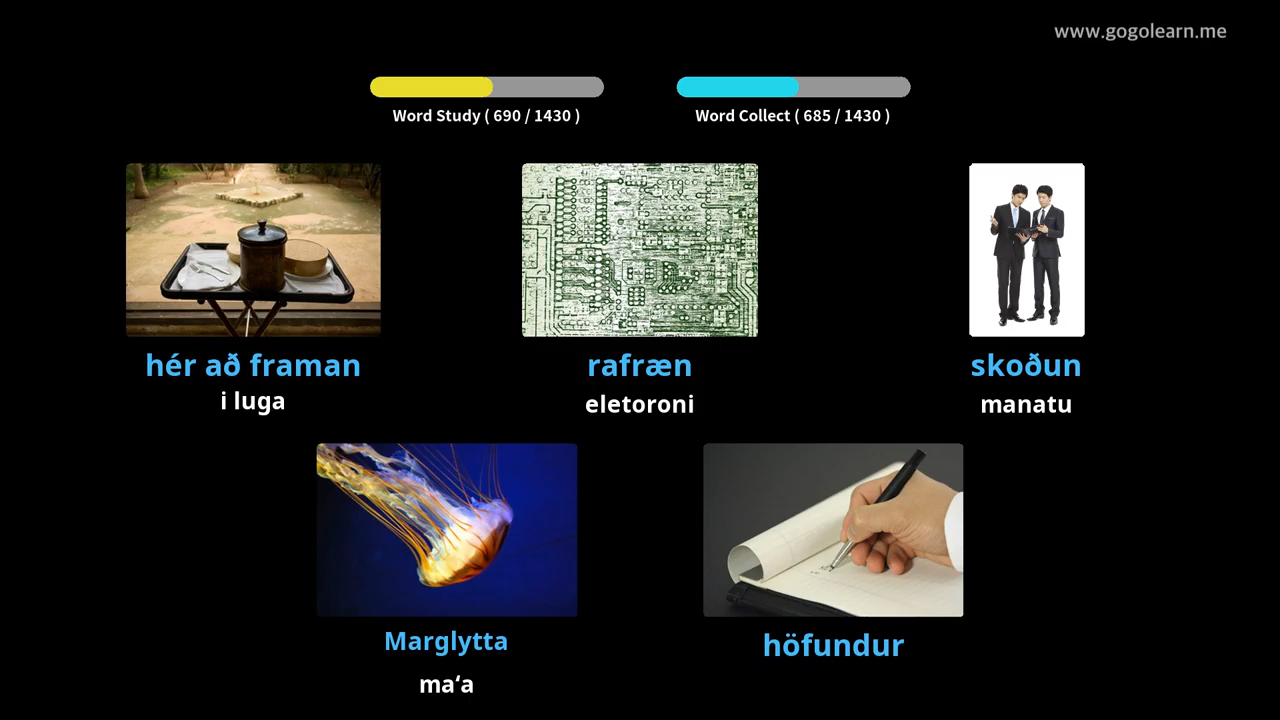 www.gogolearn.me
Word Study ( 690 / 1430 )
Word Collect ( 685 / 1430 )
hér að framan
i luga
rafræn
eletoroni
skoðun
manatu
Marglytta
maʻa
höfundur